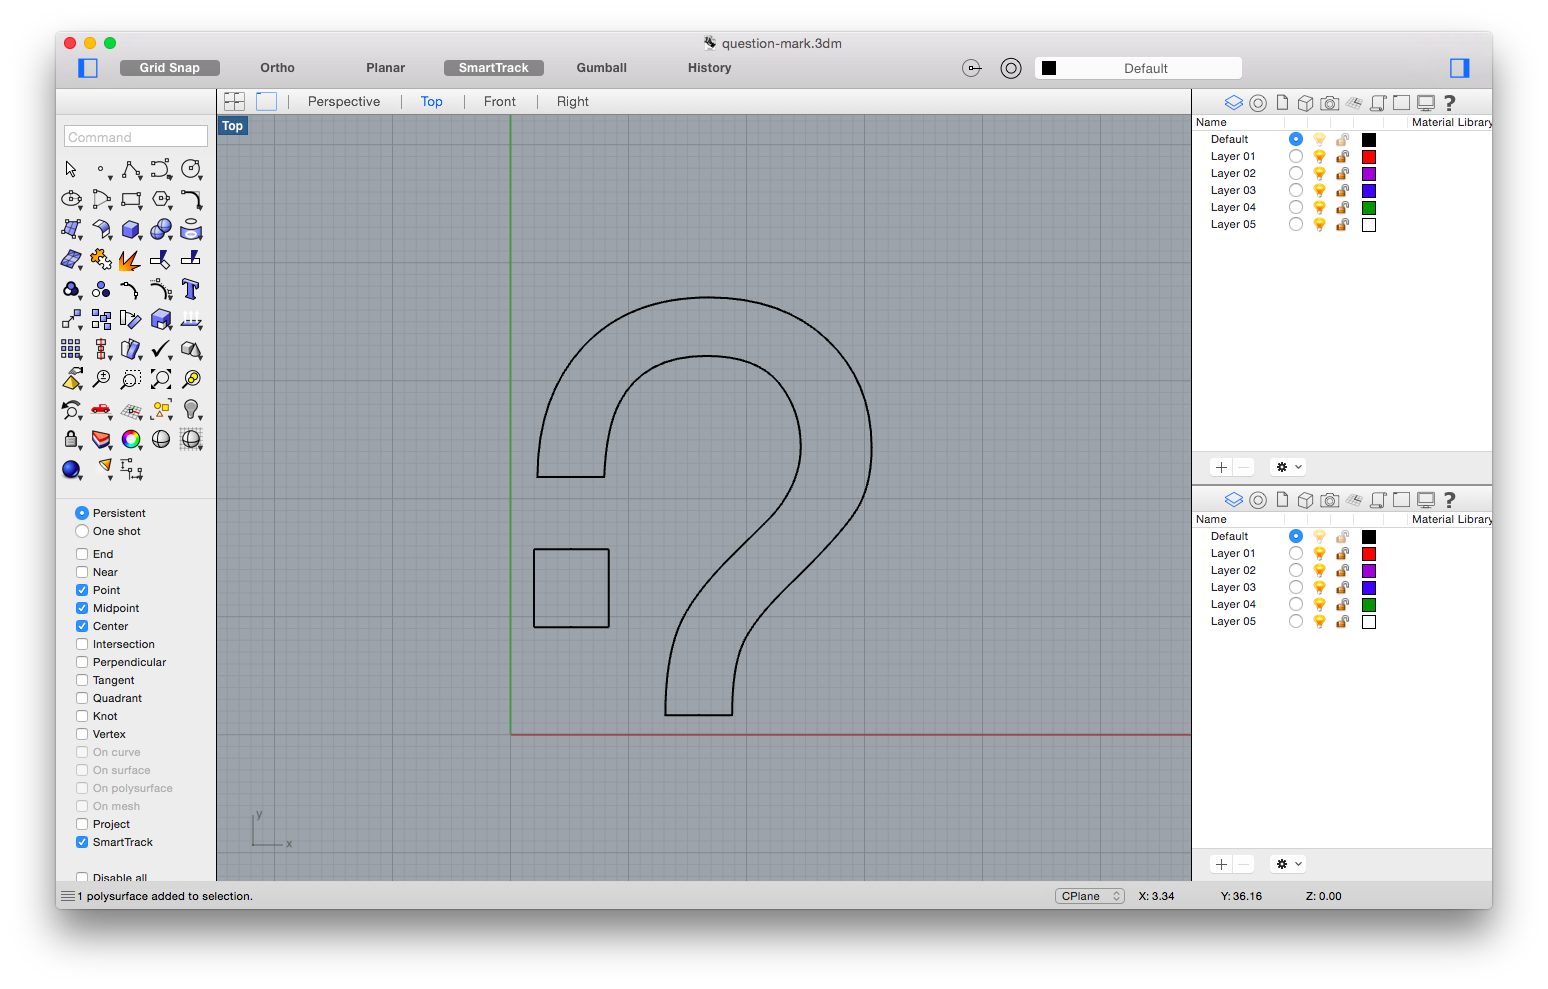 question-mark.3dm
Grid Snap Ortho Planar SmartTrack Gumball History Default
Perspective Top Front Right
Top
Command
Persistent
One shot
End
Near
Point
Midpoint
Center
Intersection
Perpendicular
Tangent
Quadrant
Knot
Vertex
On curve
On surface
On polysurface
On mesh
Project
SmartTrack
Disable all
y
x
Name Material Library
Default
Layer 01
Layer 02
Layer 03
Layer 04
Layer 05
Name Material Library
Default
Layer 01
Layer 02
Layer 03
Layer 04
Layer 05
1 polysurface added to selection. CPlane X: 3.34 Y: 36.16 Z: 0.00